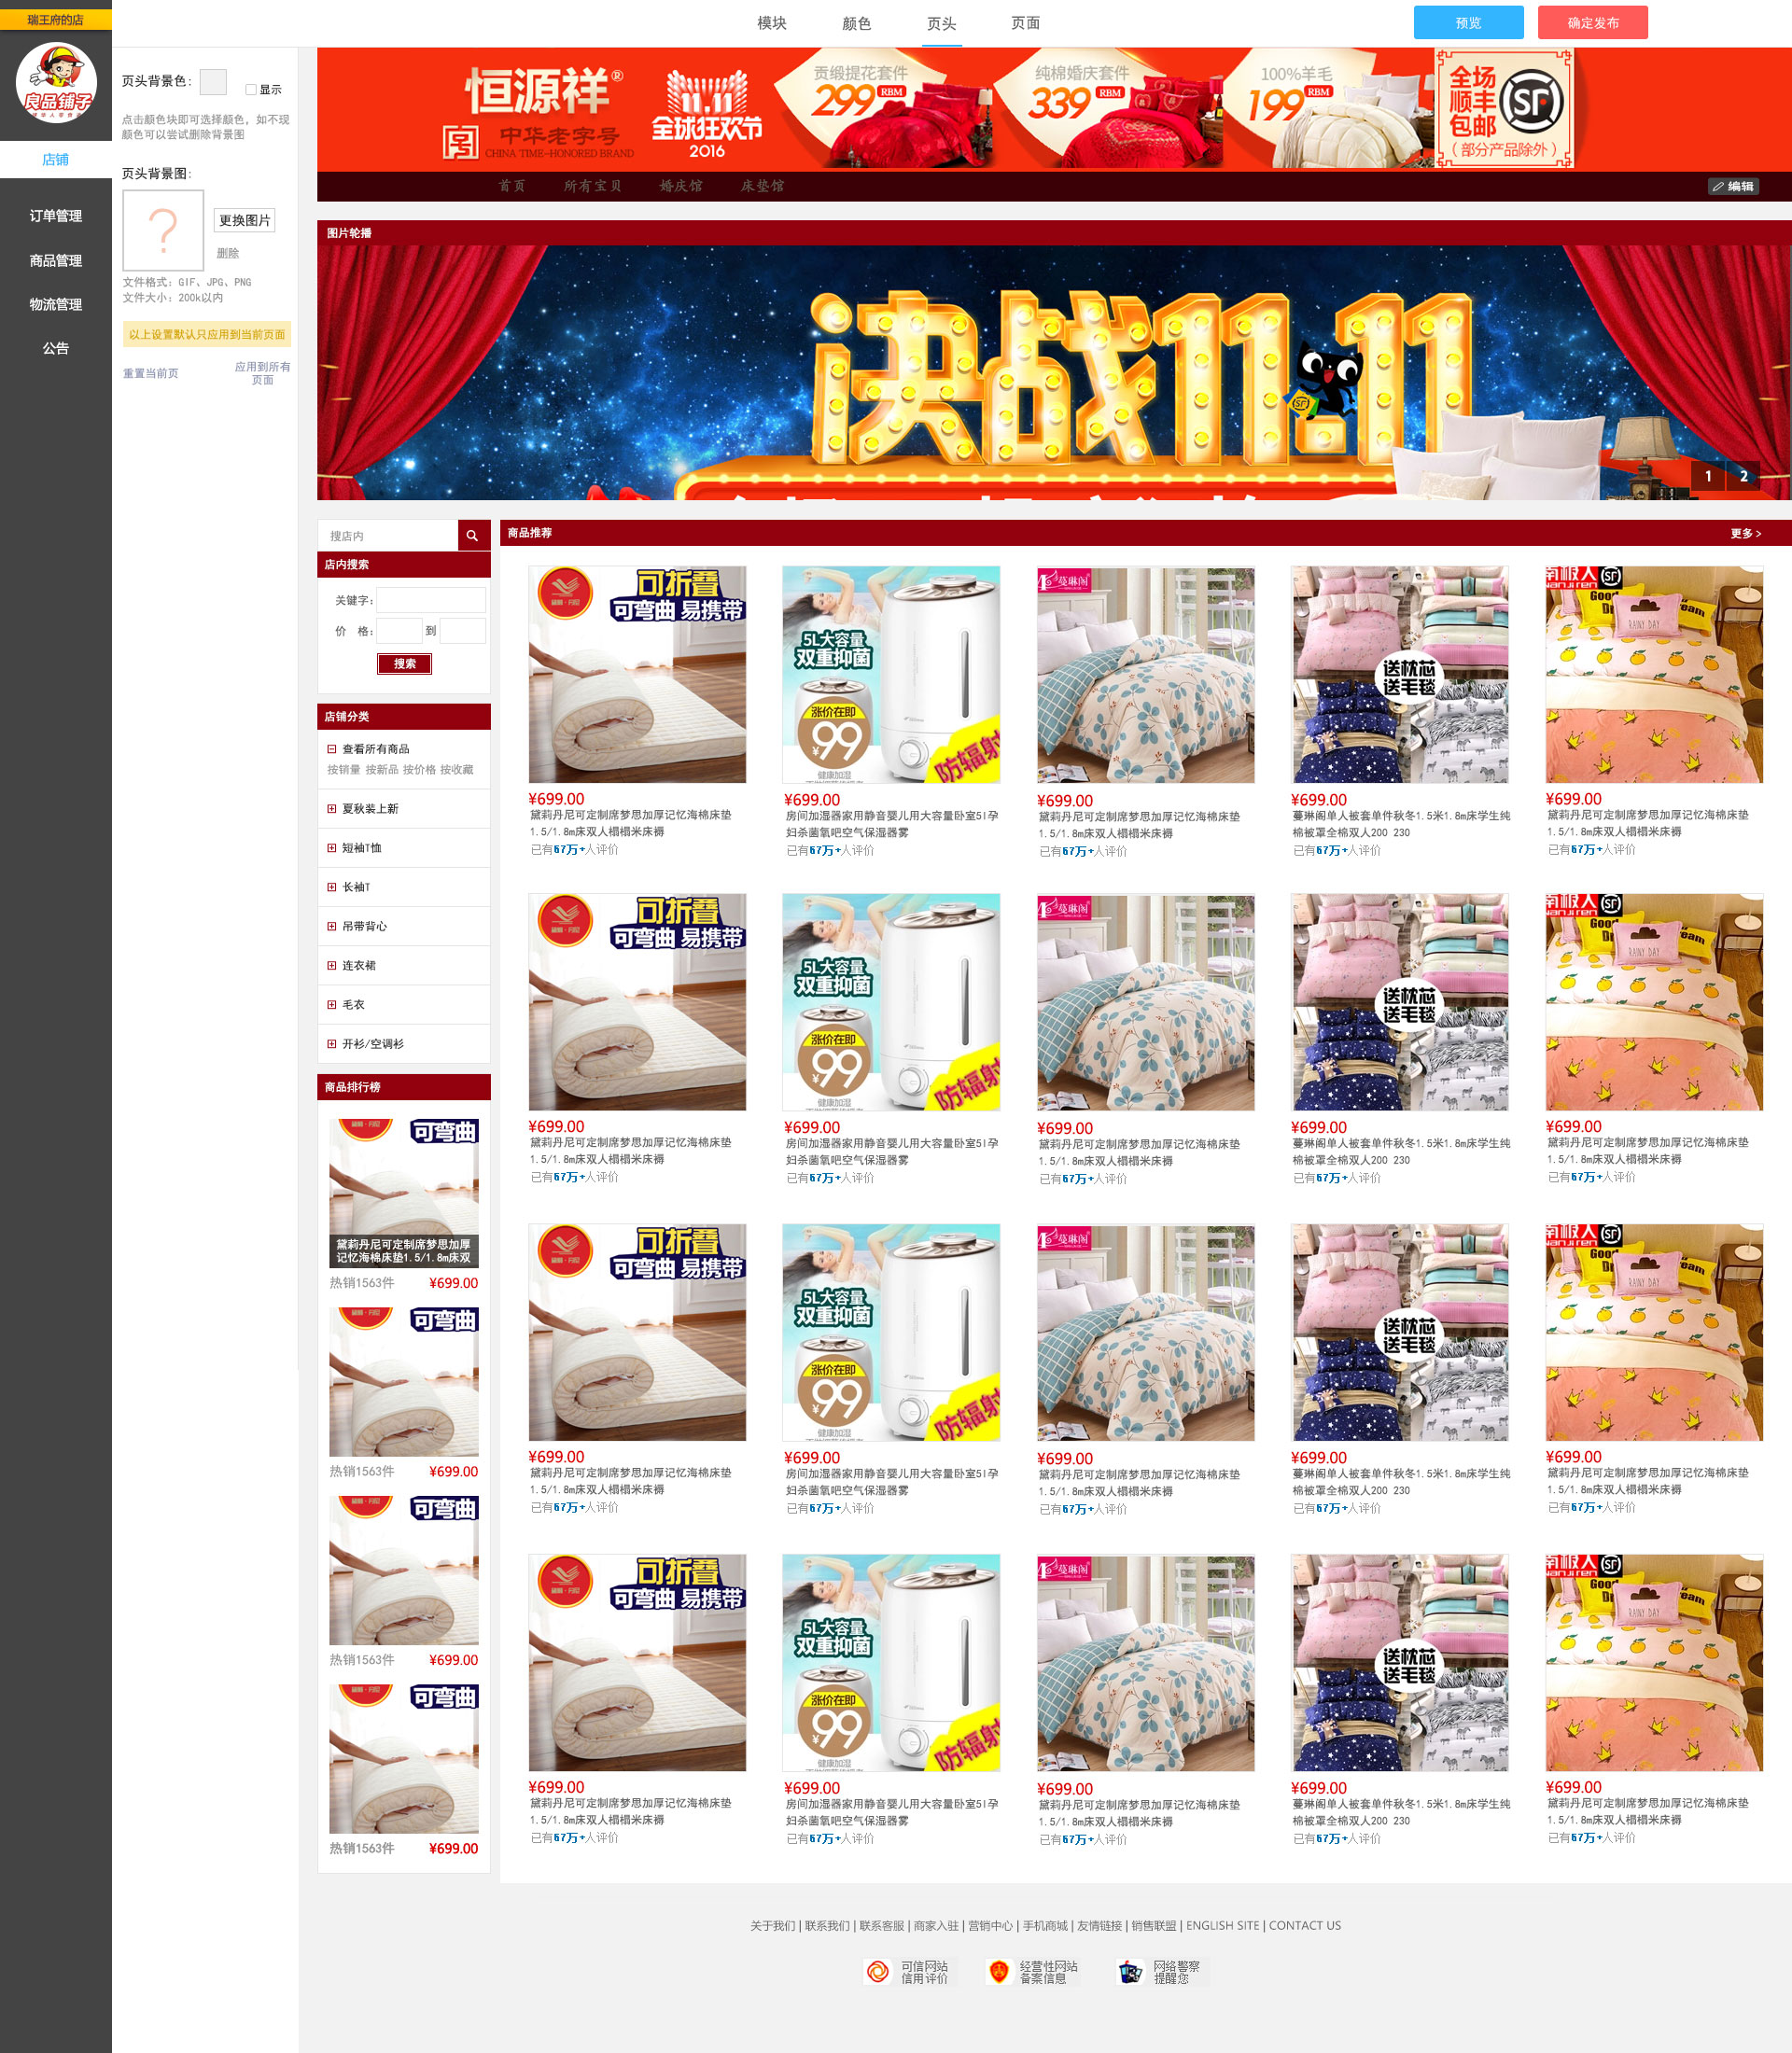 瑞王府的店
良品铺子
店铺
订单管理
商品管理
物流管理
公告
模块
颜色
页头
页面
预览
确定发布
页头背景色:
显示
点击颜色块即可选择颜色, 如不现
颜色可以尝试删除背景图
页头背景图:
?
更换图片
删除
文件格式: GIF、JPG、PNG
文件大小: 200k以内
以上设置默认只应用到当前页面
重置当前页
应用到所有
页面
恒源祥®
中华老字号
CHINA TIME-HONORED BRAND
11.11
全球狂欢节
2016
贡缎提花套件
299 RBM
纯棉婚庆套件
339 RBM
100%羊毛
199 RBM
全场
顺丰
包邮
SF
(部分产品除外)
首页
所有宝贝
婚庆馆
床垫馆
编辑
图片轮播
决战11.11
SF
1
2
搜店内
店内搜索
关键字:
价 格:
到
搜索
店铺分类
查看所有商品
按销量 按新品 按价格 按收藏
夏秋装上新
短袖T恤
长袖T
吊带背心
连衣裙
毛衣
开衫/空调衫
商品排行榜
可弯曲
黛莉丹尼可定制席梦思加厚
记忆海棉床垫1.5/1.8m床双
热销1563件 ¥699.00
可弯曲
热销1563件 ¥699.00
可弯曲
热销1563件 ¥699.00
可弯曲
热销1563件 ¥699.00
商品推荐
更多 >
可折叠
可弯曲 易携带
¥699.00
黛莉丹尼可定制席梦思加厚记忆海棉床垫
1.5/1.8m床双人榻榻米床褥
已有67万+人评价
5L大容量
双重抑菌
涨价在即
¥99
健康加湿
防辐射
¥699.00
房间加湿器家用静音婴儿用大容量卧室5l孕
妇杀菌氧吧空气保湿器雾
已有67万+人评价
蔓琳阁
¥699.00
黛莉丹尼可定制席梦思加厚记忆海棉床垫
1.5/1.8m床双人榻榻米床褥
已有67万+人评价
送枕芯
送毛毯
¥699.00
蔓琳阁单人被套单件秋冬1.5米1.8m床学生纯
棉被罩全棉双人200 230
已有67万+人评价
南极人
Nanjiren
SF
RAINY DAY
¥699.00
黛莉丹尼可定制席梦思加厚记忆海棉床垫
1.5/1.8m床双人榻榻米床褥
已有67万+人评价
可折叠
可弯曲 易携带
¥699.00
黛莉丹尼可定制席梦思加厚记忆海棉床垫
1.5/1.8m床双人榻榻米床褥
已有67万+人评价
5L大容量
双重抑菌
涨价在即
¥99
健康加湿
防辐射
¥699.00
房间加湿器家用静音婴儿用大容量卧室5l孕
妇杀菌氧吧空气保湿器雾
已有67万+人评价
蔓琳阁
¥699.00
黛莉丹尼可定制席梦思加厚记忆海棉床垫
1.5/1.8m床双人榻榻米床褥
已有67万+人评价
送枕芯
送毛毯
¥699.00
蔓琳阁单人被套单件秋冬1.5米1.8m床学生纯
棉被罩全棉双人200 230
已有67万+人评价
南极人
Nanjiren
SF
RAINY DAY
¥699.00
黛莉丹尼可定制席梦思加厚记忆海棉床垫
1.5/1.8m床双人榻榻米床褥
已有67万+人评价
可折叠
可弯曲 易携带
¥699.00
黛莉丹尼可定制席梦思加厚记忆海棉床垫
1.5/1.8m床双人榻榻米床褥
已有67万+人评价
5L大容量
双重抑菌
涨价在即
¥99
健康加湿
防辐射
¥699.00
房间加湿器家用静音婴儿用大容量卧室5l孕
妇杀菌氧吧空气保湿器雾
已有67万+人评价
蔓琳阁
¥699.00
黛莉丹尼可定制席梦思加厚记忆海棉床垫
1.5/1.8m床双人榻榻米床褥
已有67万+人评价
送枕芯
送毛毯
¥699.00
蔓琳阁单人被套单件秋冬1.5米1.8m床学生纯
棉被罩全棉双人200 230
已有67万+人评价
南极人
Nanjiren
SF
RAINY DAY
¥699.00
黛莉丹尼可定制席梦思加厚记忆海棉床垫
1.5/1.8m床双人榻榻米床褥
已有67万+人评价
可折叠
可弯曲 易携带
¥699.00
黛莉丹尼可定制席梦思加厚记忆海棉床垫
1.5/1.8m床双人榻榻米床褥
已有67万+人评价
5L大容量
双重抑菌
涨价在即
¥99
健康加湿
防辐射
¥699.00
房间加湿器家用静音婴儿用大容量卧室5l孕
妇杀菌氧吧空气保湿器雾
已有67万+人评价
蔓琳阁
¥699.00
黛莉丹尼可定制席梦思加厚记忆海棉床垫
1.5/1.8m床双人榻榻米床褥
已有67万+人评价
送枕芯
送毛毯
¥699.00
蔓琳阁单人被套单件秋冬1.5米1.8m床学生纯
棉被罩全棉双人200 230
已有67万+人评价
南极人
Nanjiren
SF
RAINY DAY
¥699.00
黛莉丹尼可定制席梦思加厚记忆海棉床垫
1.5/1.8m床双人榻榻米床褥
已有67万+人评价
关于我们 | 联系我们 | 联系客服 | 商家入驻 | 营销中心 | 手机商城 | 友情链接 | 销售联盟 | ENGLISH SITE | CONTACT US
可信网站
信用评价
经营性网站
备案信息
网络警察
提醒您